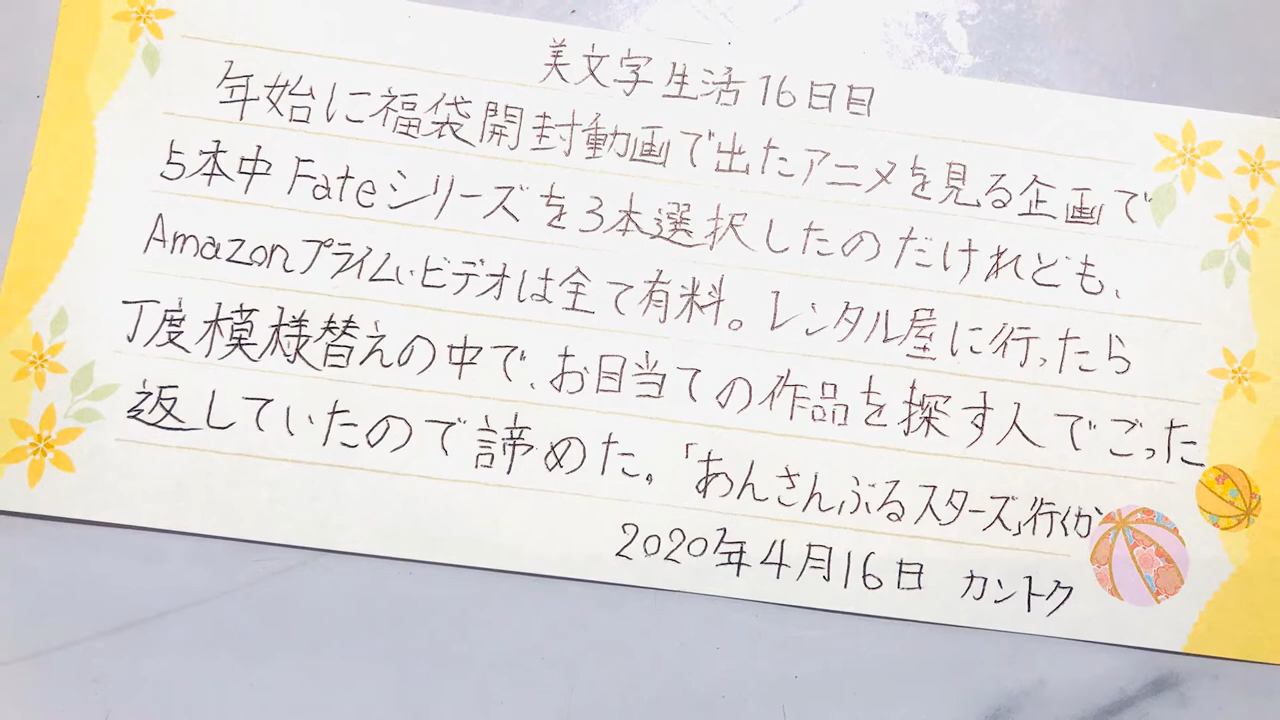 美文字生活16日目
年始に福袋開封動画で出たアニメを見る企画で
5本中Fateシリーズを3本選択したのだけれども、
Amazonプライム・ビデオは全て有料。レンタル屋に行ったら
丁度模様替えの中で、お目当ての作品を探す人でごった
返していたので諦めた。「あんさんぶるスターズ」行くか
2020年4月16日 カントク